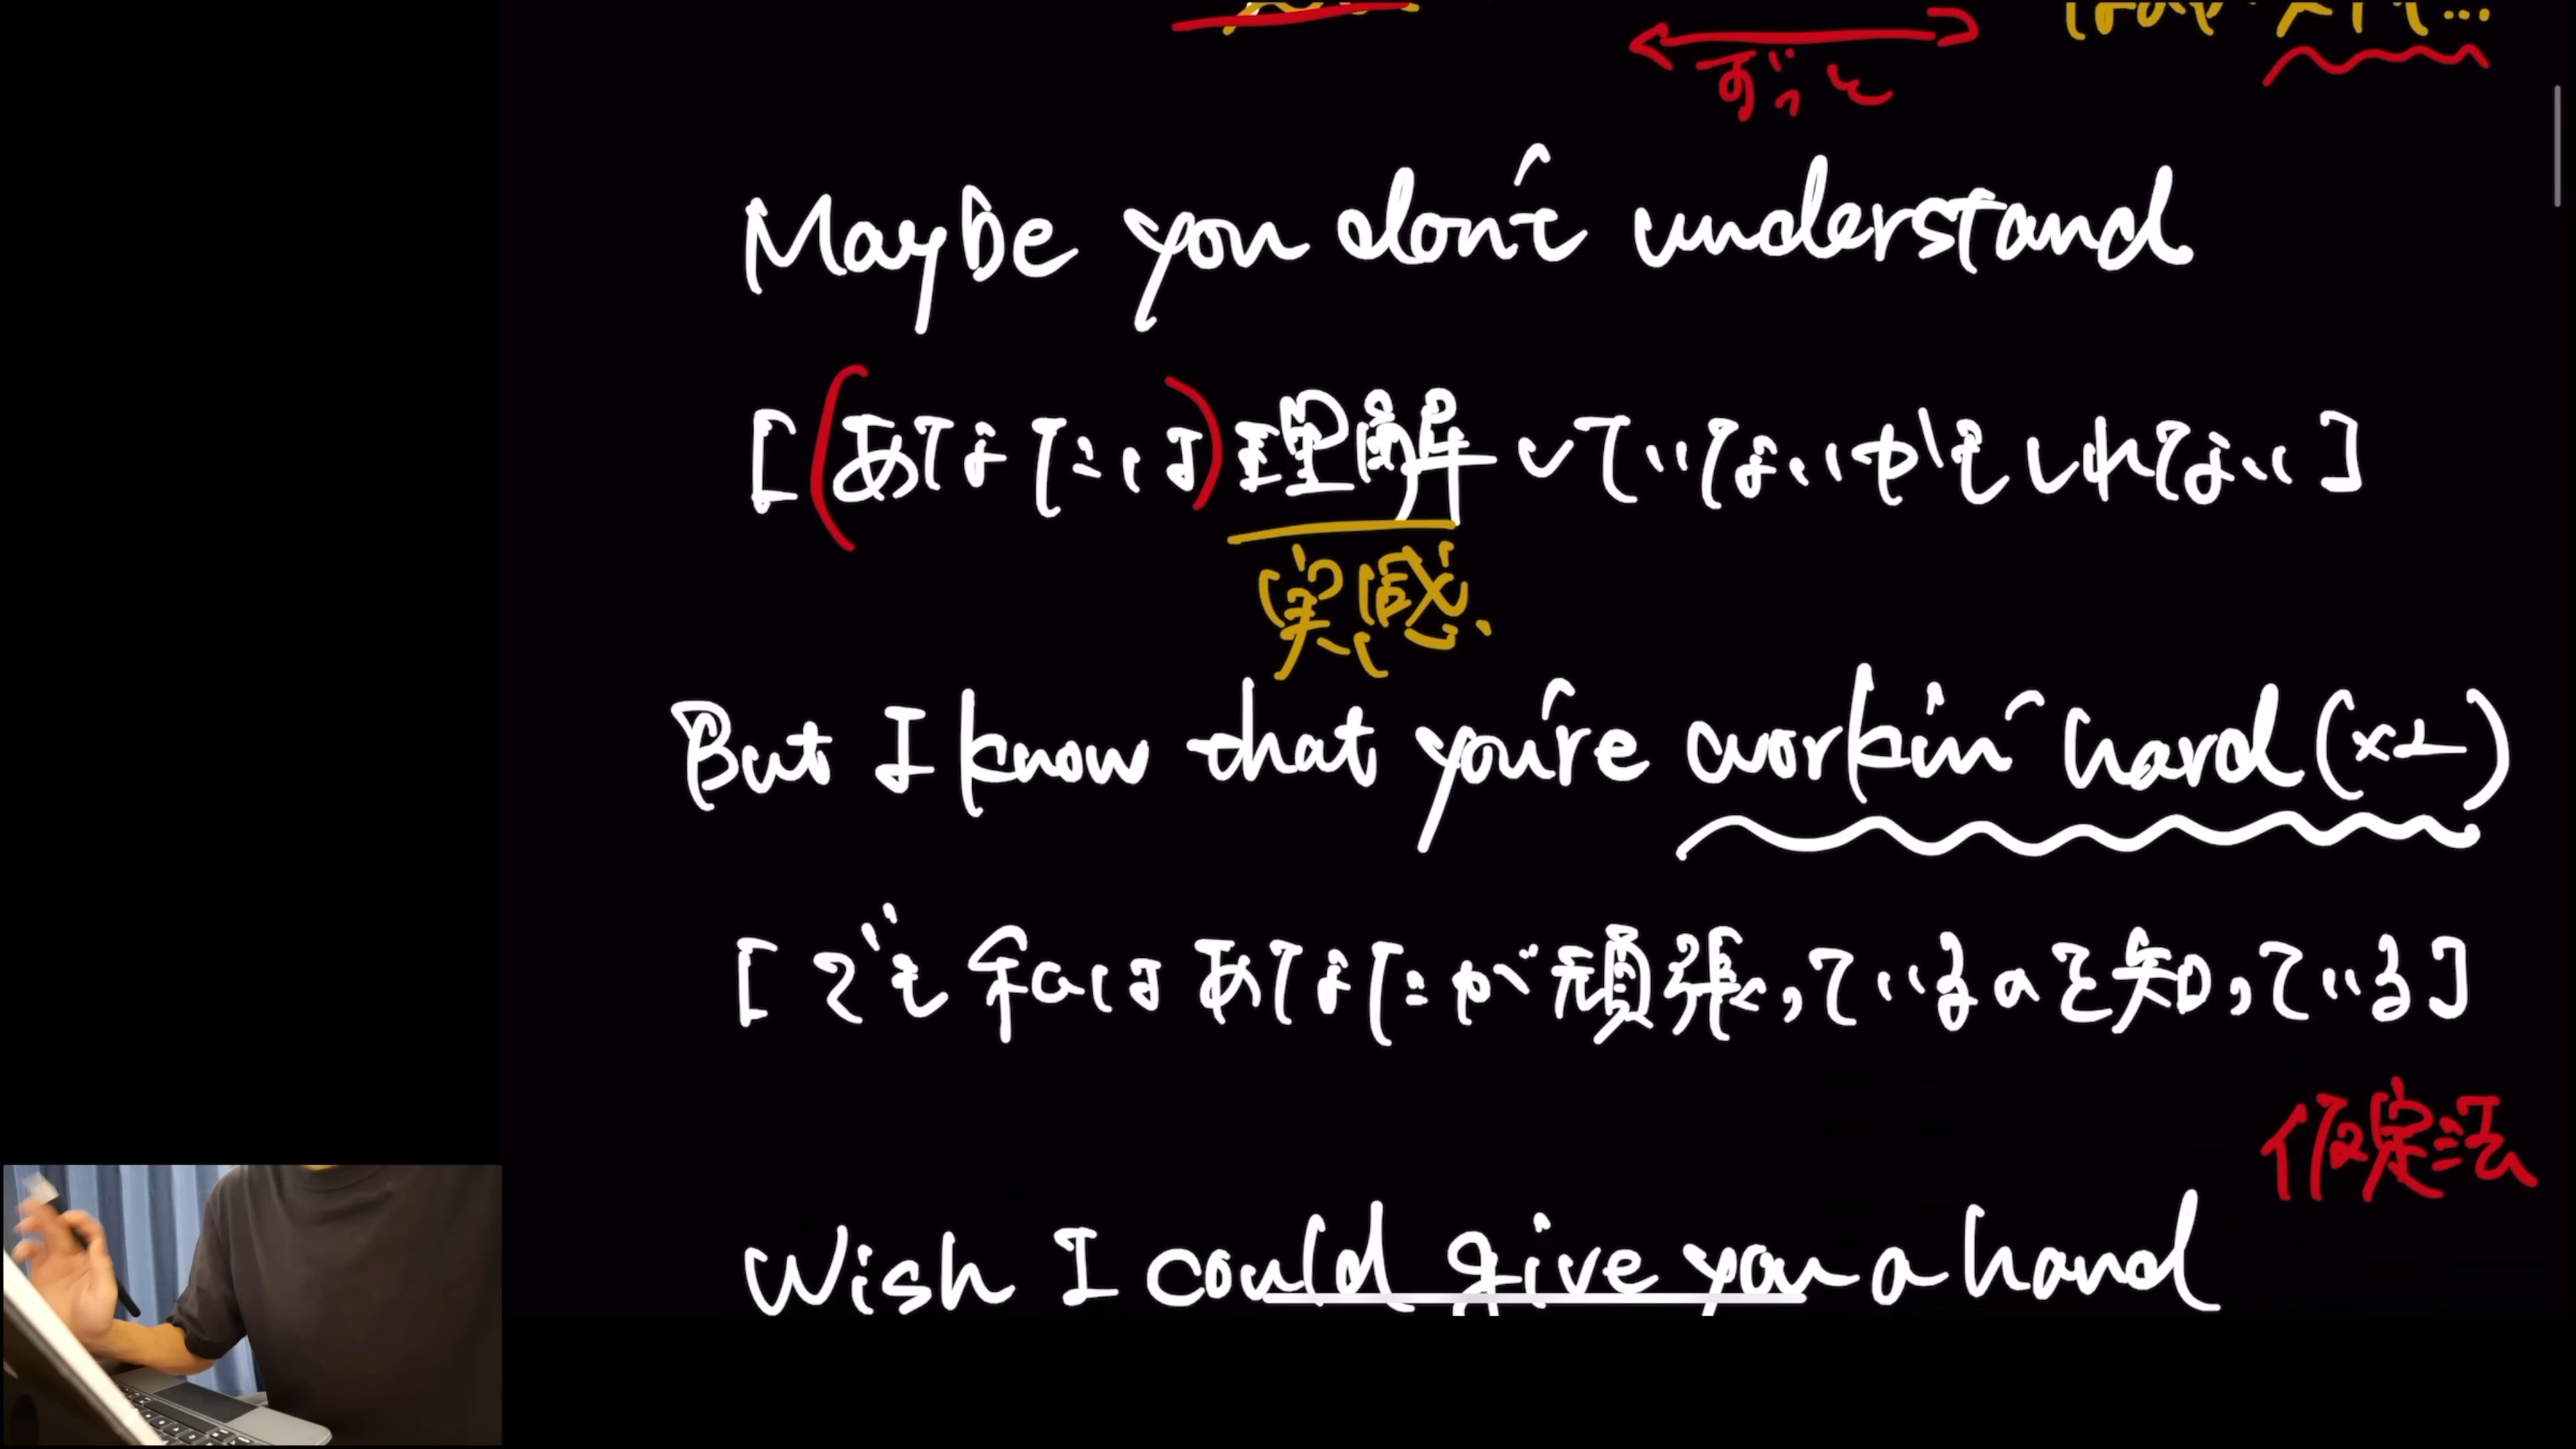 ずっと
Maybe you don't understand
[(あなたは)理解していないかもしれない]
実感、
But I know that you're workin' hard (x2)
[でも私はあなたが頑張っているのを知っている]
仮定法
Wish I could give you a hand